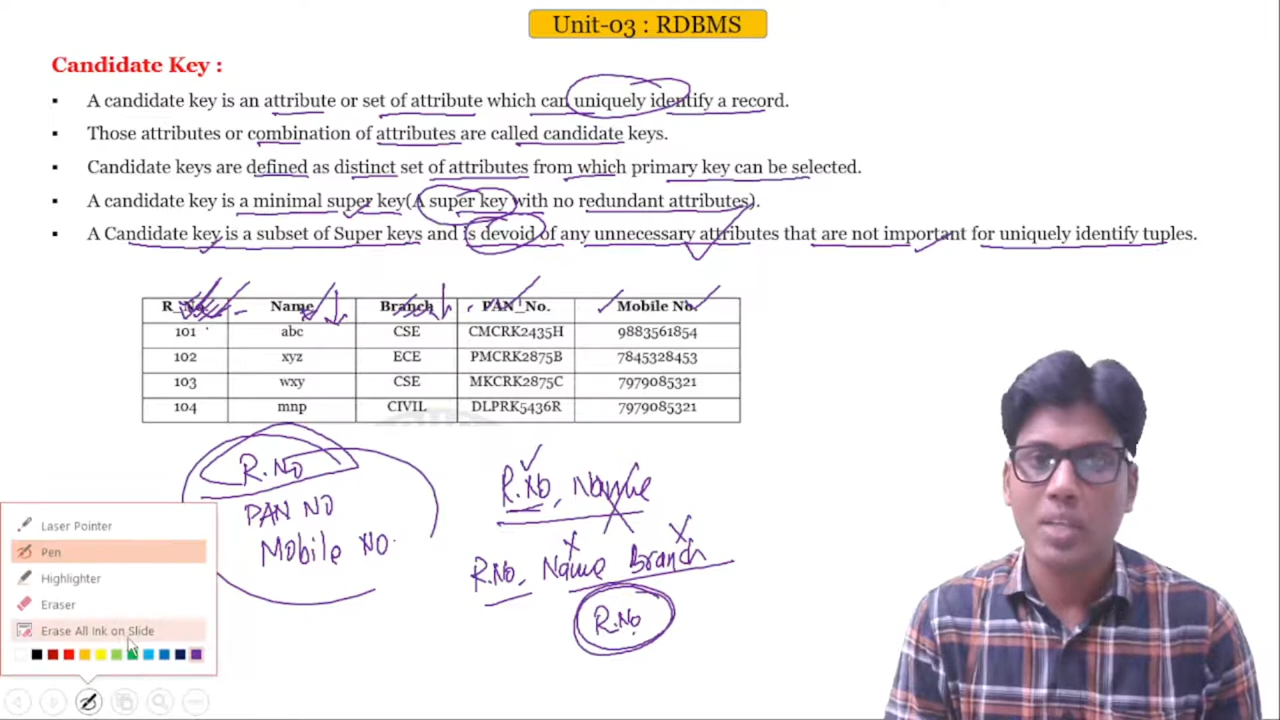 Unit-03 : RDBMS
Candidate Key :
▪ A candidate key is an attribute or set of attribute which can uniquely identify a record.
▪ Those attributes or combination of attributes are called candidate keys.
▪ Candidate keys are defined as distinct set of attributes from which primary key can be selected.
▪ A candidate key is a minimal super key(A super key with no redundant attributes).
▪ A Candidate key is a subset of Super keys and is devoid of any unnecessary attributes that are not important for uniquely identify tuples.
R_No. Name Branch PAN_No. Mobile No.
101 abc CSE CMCRK2435H 9883561854
102 xyz ECE PMCRK2875B 7845328453
103 wxy CSE MKCRK2875C 7979085321
104 mnp CIVIL DLPRK5436R 7979085321
R.No
PAN NO
Mobile No.
R.No, Name
R.No, Name Branch
R.No
Laser Pointer
Pen
Highlighter
Eraser
Erase All Ink on Slide